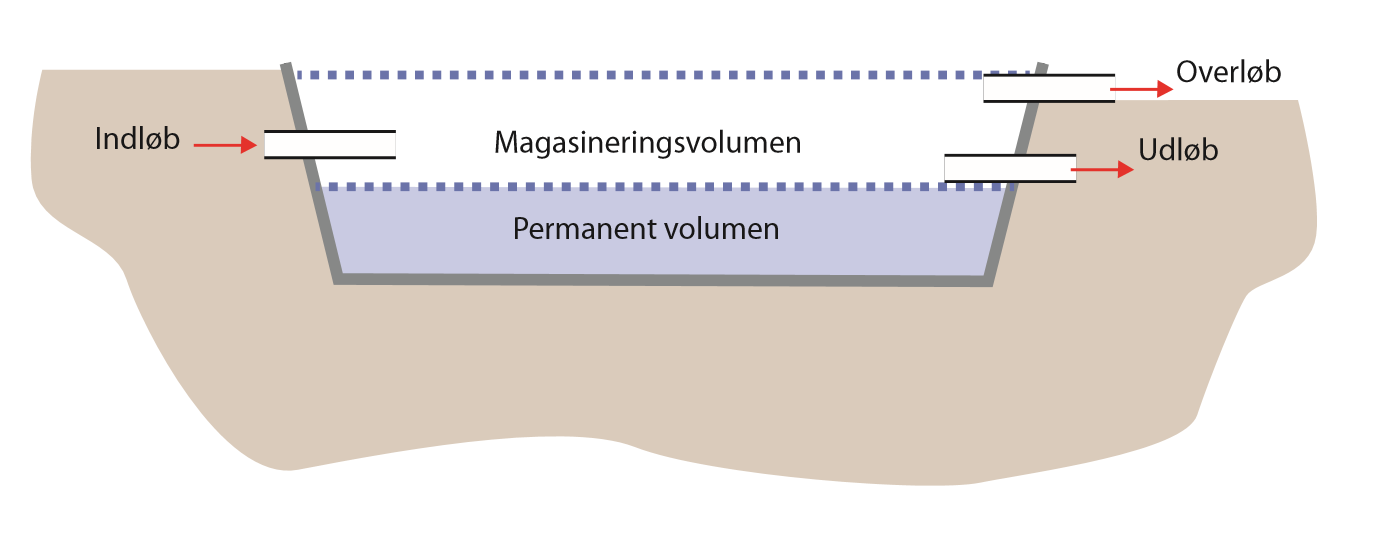 Overløb
Indløb
Magasineringsvolumen
Udløb
Permanent volumen